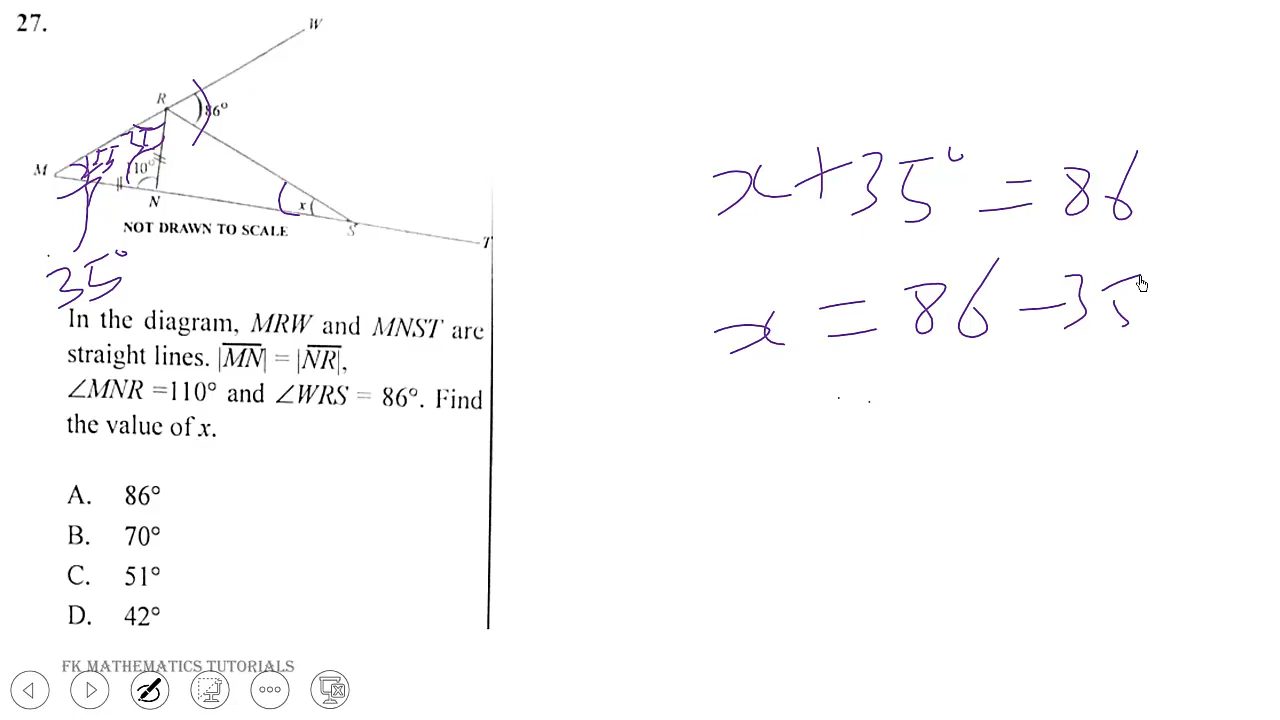 27.
W
R
86°
M
110°
N
x
S
T
NOT DRAWN TO SCALE
35°
x + 35° = 86
x = 86 - 35
In the diagram, MRW and MNST are
straight lines. |MN| = |NR|,
∠MNR =110° and ∠WRS = 86°. Find
the value of x.
A. 86°
B. 70°
C. 51°
D. 42°
FK MATHEMATICS TUTORIALS